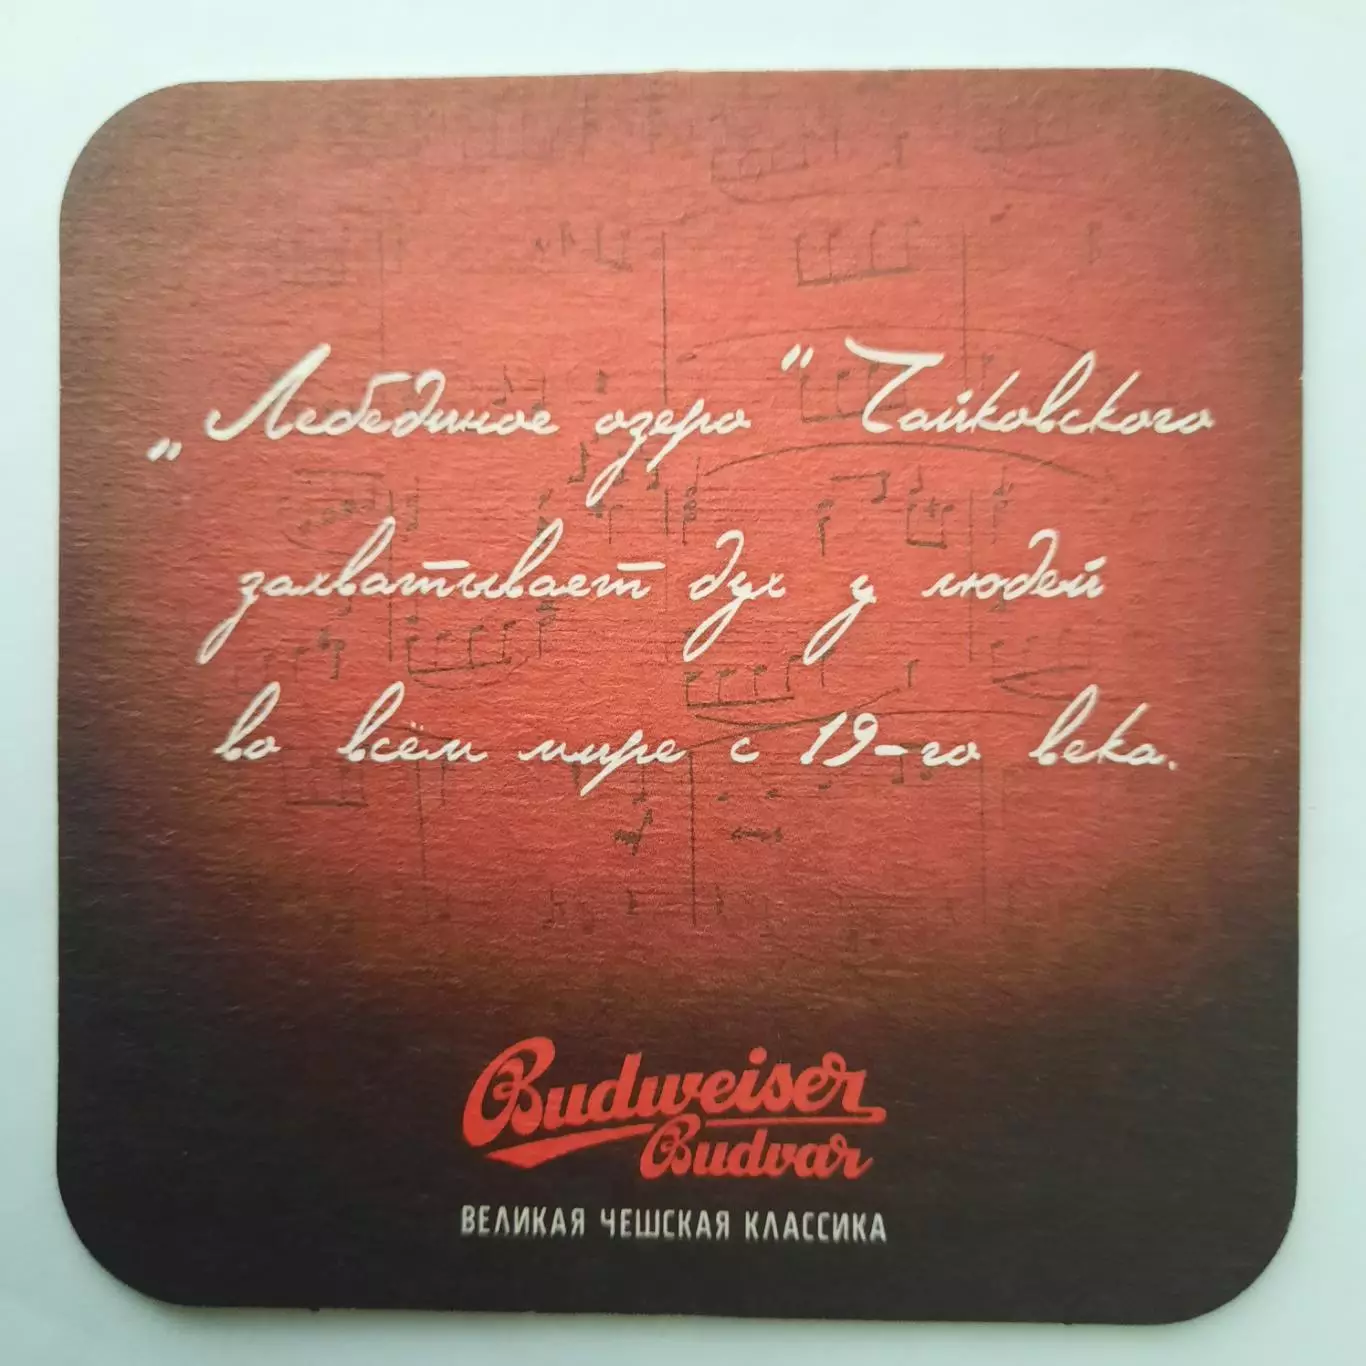 „Лебединое озеро“ Чайковского
захватывает дух у людей
во всём мире с 19-го века.
Budweiser
Budvar
ВЕЛИКАЯ ЧЕШСКАЯ КЛАССИКА